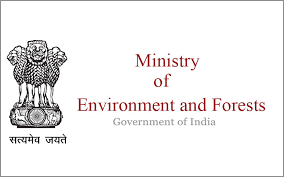 Ministry
of
Environment and Forests
Government of India
सत्यमेव जयते